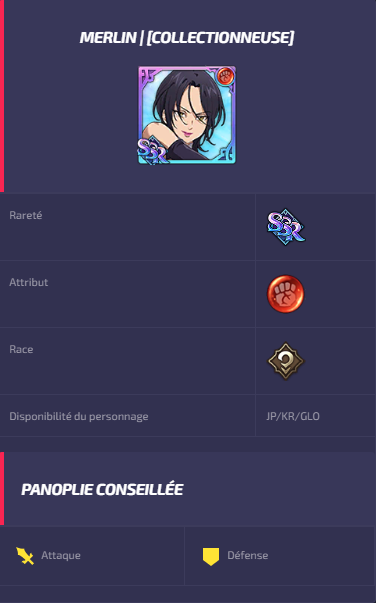 MERLIN | [COLLECTIONNEUSE]
SSR
Rareté
SSR
Attribut
Race
Disponibilité du personnage JP/KR/GLO
PANOPLIE CONSEILLÉE
Attaque Défense